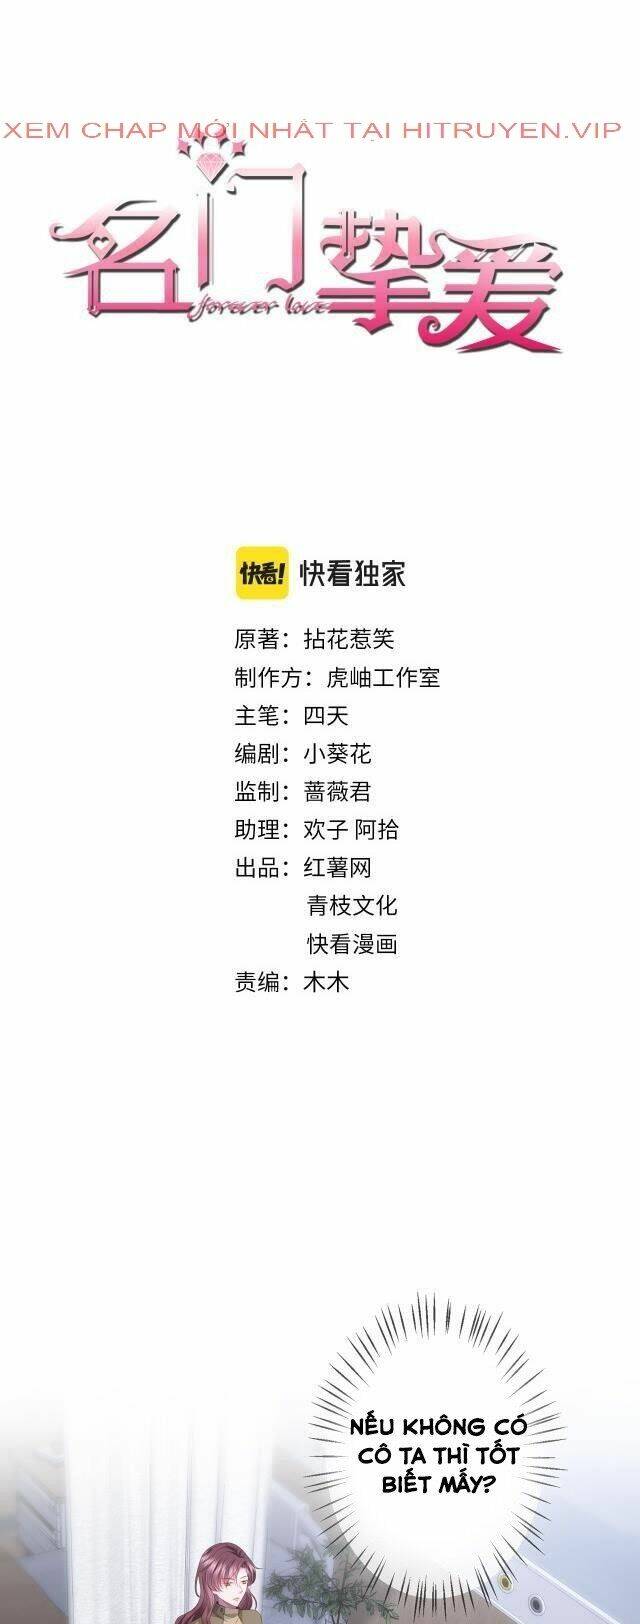 XEM CHAP MỚI NHẤT TẠI HITRUYEN.VIP
名门挚爱
forever love
快看! 快看独家
原著：拈花惹笑
制作方：虎岫工作室
主笔：四天
编剧：小葵花
监制：蔷薇君
助理：欢子 阿拾
出品：红薯网
青枝文化
快看漫画
责编：木木
NẾU KHÔNG CÓ
CÔ TA THÌ TỐT
BIẾT MẤY?